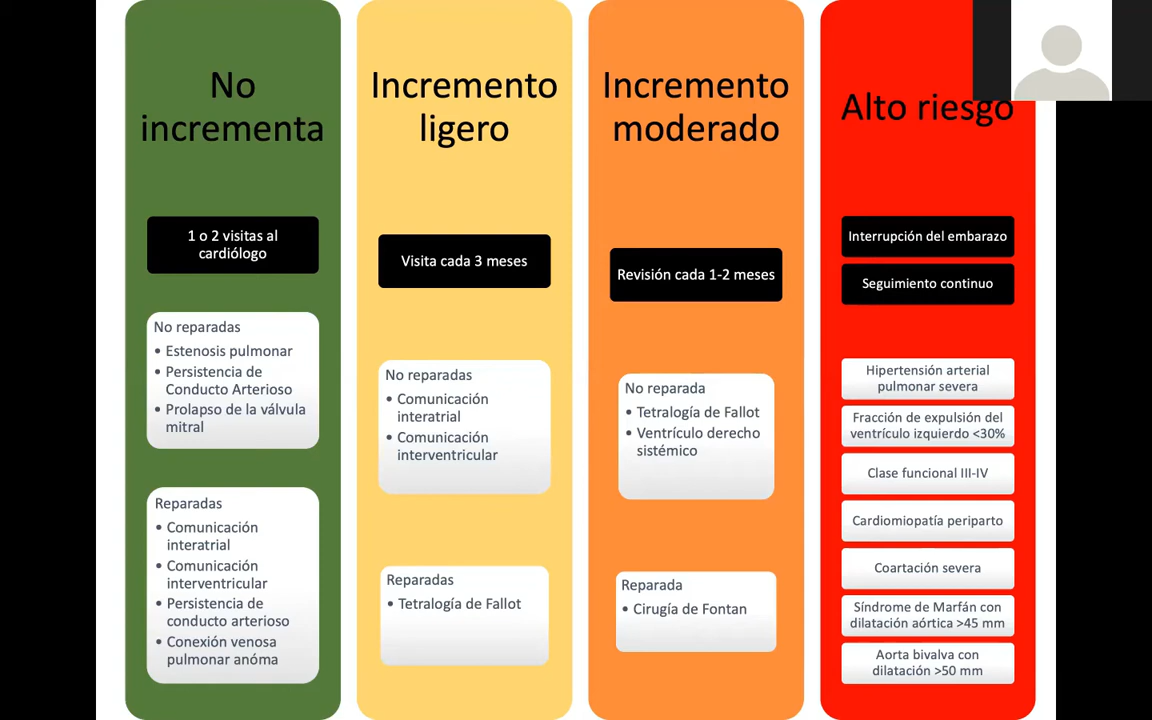 No
incrementa
1 o 2 visitas al
cardiólogo
No reparadas
• Estenosis pulmonar
• Persistencia de
Conducto Arterioso
• Prolapso de la válvula
mitral
Reparadas
• Comunicación
interatrial
• Comunicación
interventricular
• Persistencia de
conducto arterioso
• Conexión venosa
pulmonar anóma
Incremento
ligero
Visita cada 3 meses
No reparadas
• Comunicación
interatrial
• Comunicación
interventricular
Reparadas
• Tetralogía de Fallot
Incremento
moderado
Revisión cada 1-2 meses
No reparada
• Tetralogía de Fallot
• Ventrículo derecho
sistémico
Reparada
• Cirugía de Fontan
Alto riesgo
Interrupción del embarazo
Seguimiento continuo
Hipertensión arterial
pulmonar severa
Fracción de expulsión del
ventrículo izquierdo <30%
Clase funcional III-IV
Cardiomiopatía periparto
Coartación severa
Síndrome de Marfán con
dilatación aórtica >45 mm
Aorta bivalva con
dilatación >50 mm